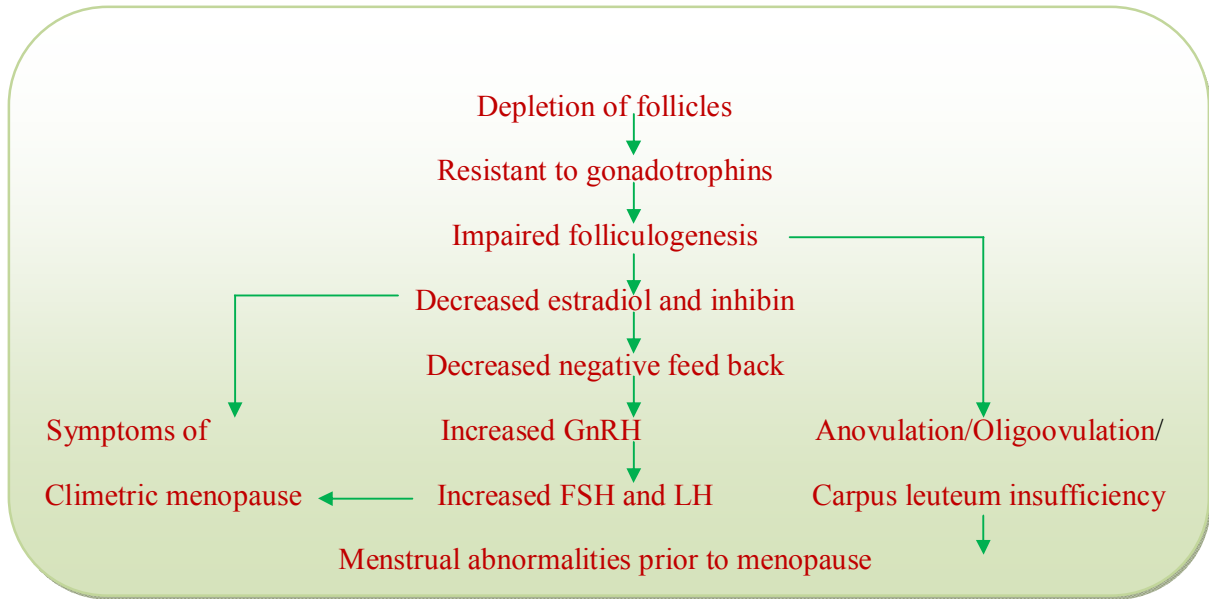 Depletion of follicles
Resistant to gonadotrophins
Impaired folliculogenesis
Decreased estradiol and inhibin
Decreased negative feed back
Symptoms of Increased GnRH Anovulation/Oligoovulation/
Climetric menopause Increased FSH and LH Carpus leuteum insufficiency
Menstrual abnormalities prior to menopause